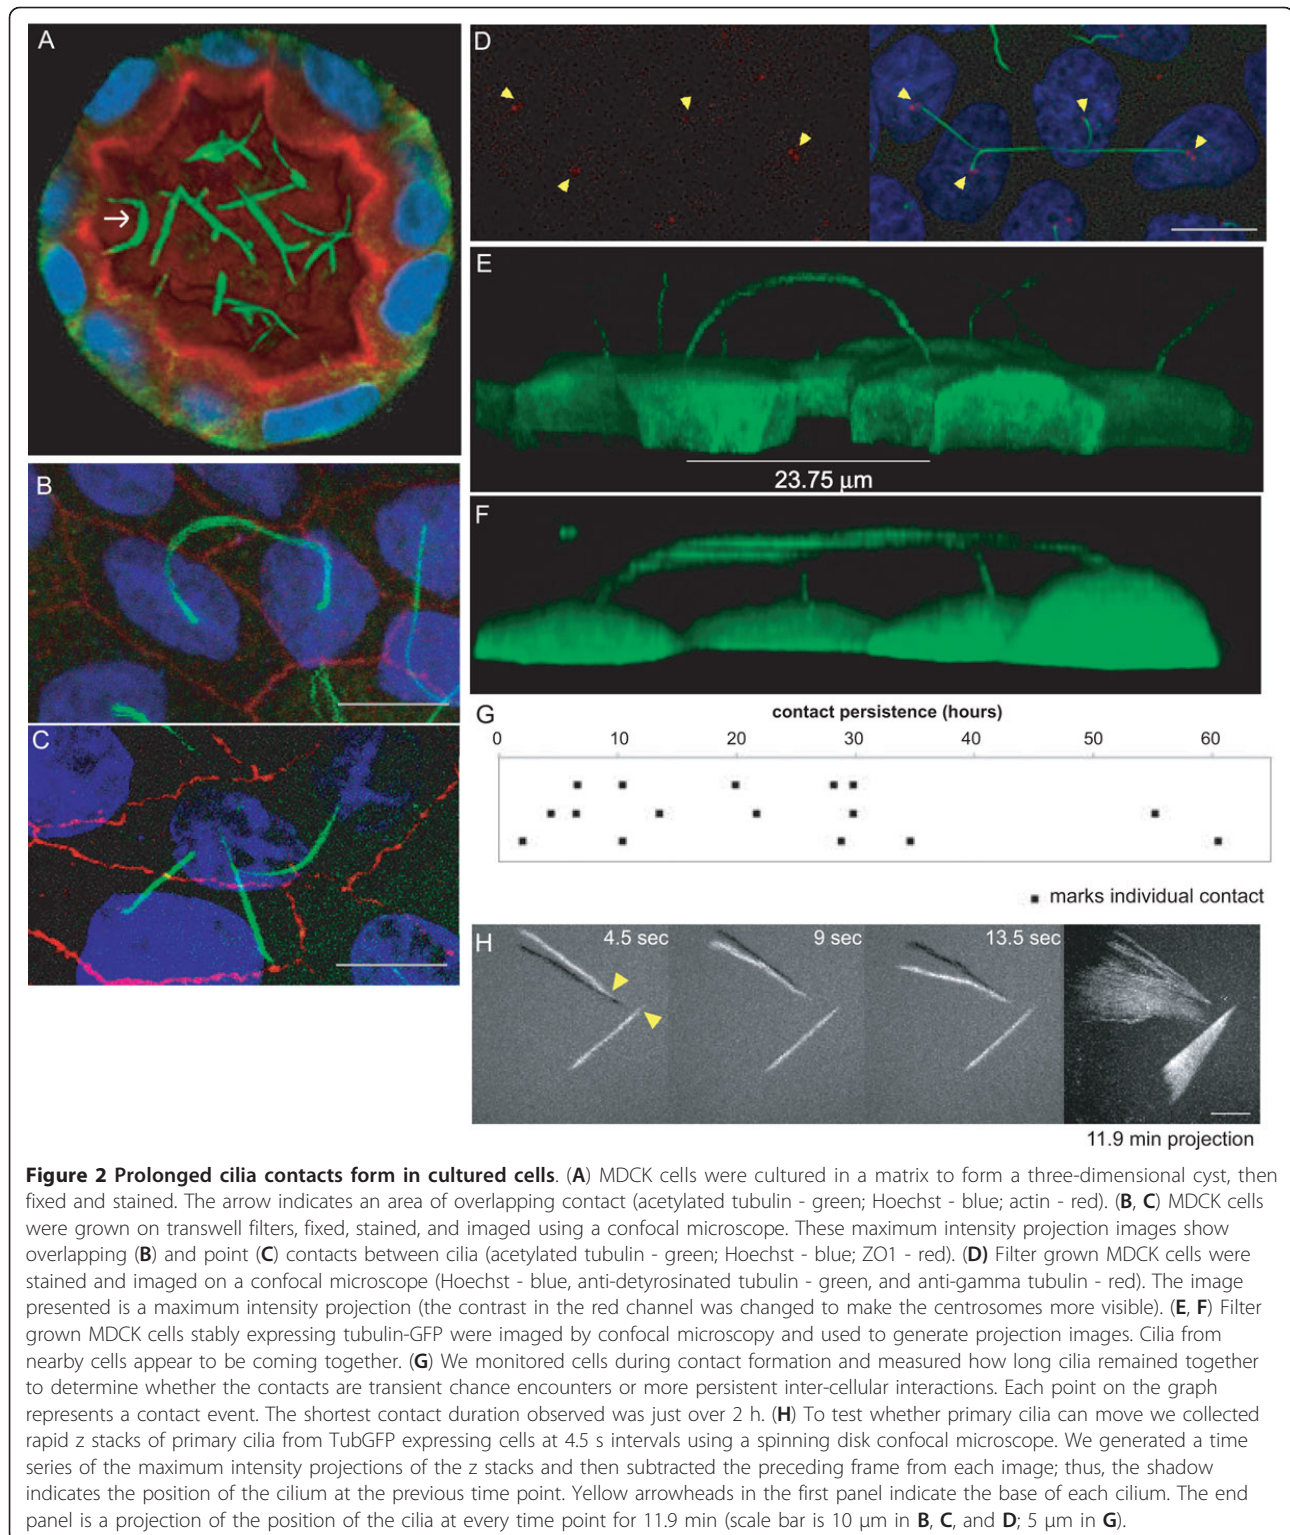 A
B
C
D
E
23.75 µm
F
G
contact persistence (hours)
0 10 20 30 40 50 60
marks individual contact
H
4.5 sec
9 sec
13.5 sec
11.9 min projection
Figure 2 Prolonged cilia contacts form in cultured cells. (A) MDCK cells were cultured in a matrix to form a three-dimensional cyst, then
fixed and stained. The arrow indicates an area of overlapping contact (acetylated tubulin - green; Hoechst - blue; actin - red). (B, C) MDCK cells
were grown on transwell filters, fixed, stained, and imaged using a confocal microscope. These maximum intensity projection images show
overlapping (B) and point (C) contacts between cilia (acetylated tubulin - green; Hoechst - blue; ZO1 - red). (D) Filter grown MDCK cells were
stained and imaged on a confocal microscope (Hoechst - blue, anti-detyrosinated tubulin - green, and anti-gamma tubulin - red). The image
presented is a maximum intensity projection (the contrast in the red channel was changed to make the centrosomes more visible). (E, F) Filter
grown MDCK cells stably expressing tubulin-GFP were imaged by confocal microscopy and used to generate projection images. Cilia from
nearby cells appear to be coming together. (G) We monitored cells during contact formation and measured how long cilia remained together
to determine whether the contacts are transient chance encounters or more persistent inter-cellular interactions. Each point on the graph
represents a contact event. The shortest contact duration observed was just over 2 h. (H) To test whether primary cilia can move we collected
rapid z stacks of primary cilia from TubGFP expressing cells at 4.5 s intervals using a spinning disk confocal microscope. We generated a time
series of the maximum intensity projections of the z stacks and then subtracted the preceding frame from each image; thus, the shadow
indicates the position of the cilium at the previous time point. Yellow arrowheads in the first panel indicate the base of each cilium. The end
panel is a projection of the position of the cilia at every time point for 11.9 min (scale bar is 10 µm in B, C, and D; 5 µm in G).